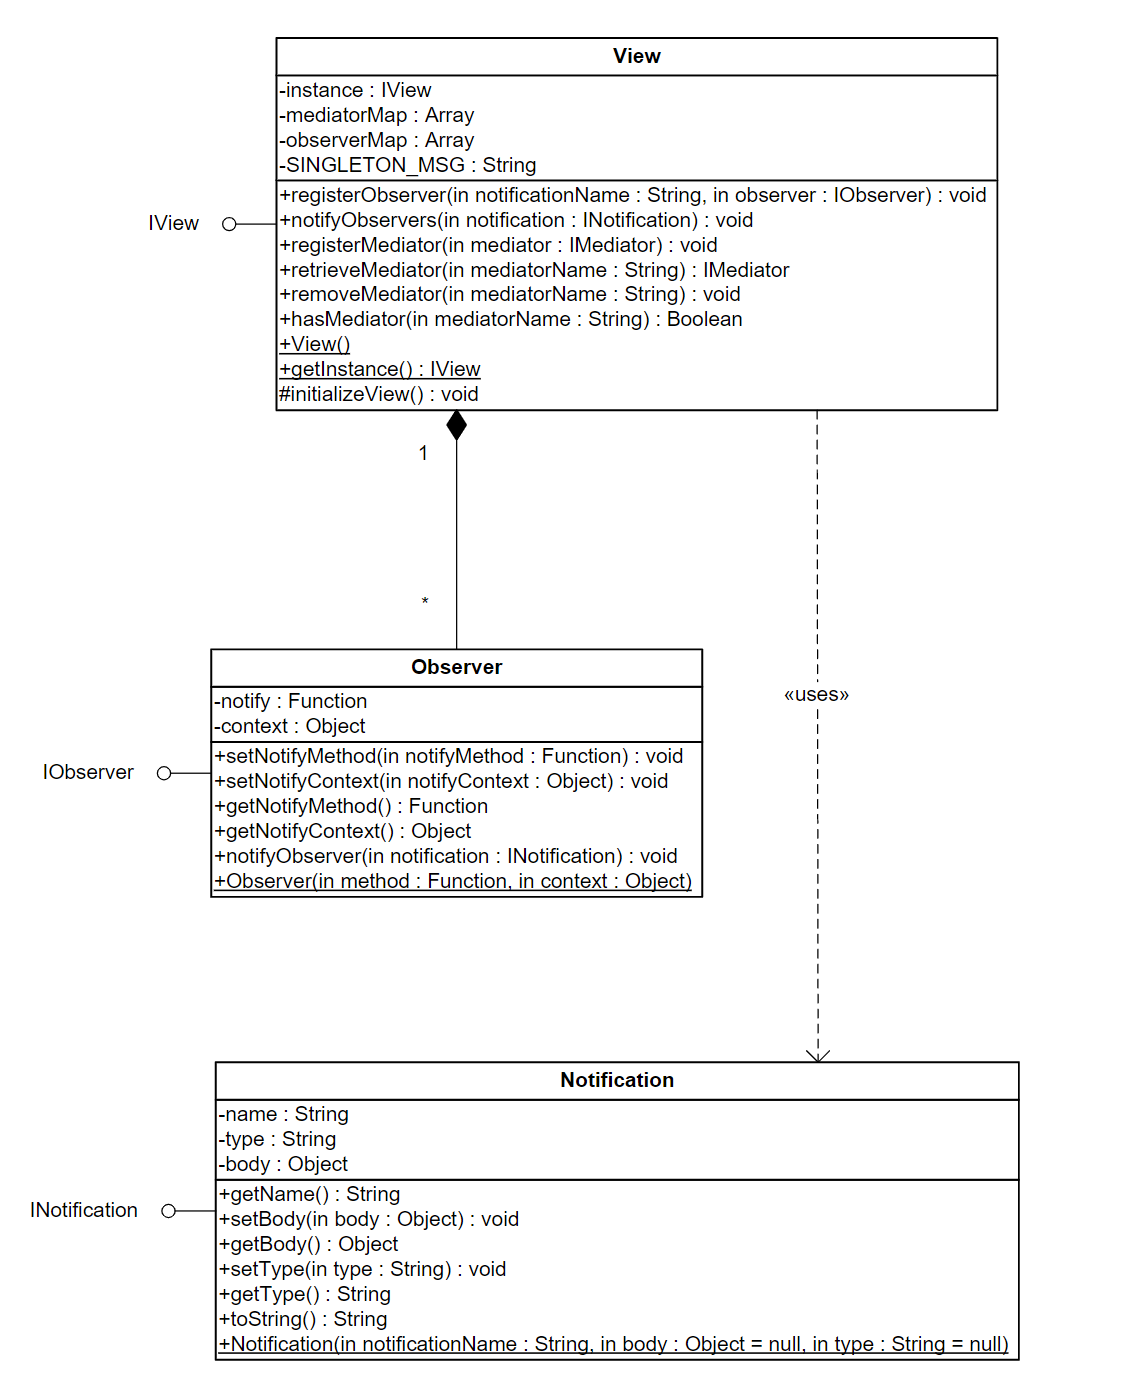 View
-instance : IView
-mediatorMap : Array
-observerMap : Array
-SINGLETON_MSG : String
+registerObserver(in notificationName : String, in observer : IObserver) : void
+notifyObservers(in notification : INotification) : void
+registerMediator(in mediator : IMediator) : void
+retrieveMediator(in mediatorName : String) : IMediator
+removeMediator(in mediatorName : String) : void
+hasMediator(in mediatorName : String) : Boolean
+View()
+getInstance() : IView
#initializeView() : void
IView
1
*
«uses»
Observer
-notify : Function
-context : Object
+setNotifyMethod(in notifyMethod : Function) : void
+setNotifyContext(in notifyContext : Object) : void
+getNotifyMethod() : Function
+getNotifyContext() : Object
+notifyObserver(in notification : INotification) : void
+Observer(in method : Function, in context : Object)
IObserver
Notification
-name : String
-type : String
-body : Object
+getName() : String
+setBody(in body : Object) : void
+getBody() : Object
+setType(in type : String) : void
+getType() : String
+toString() : String
+Notification(in notificationName : String, in body : Object = null, in type : String = null)
INotification